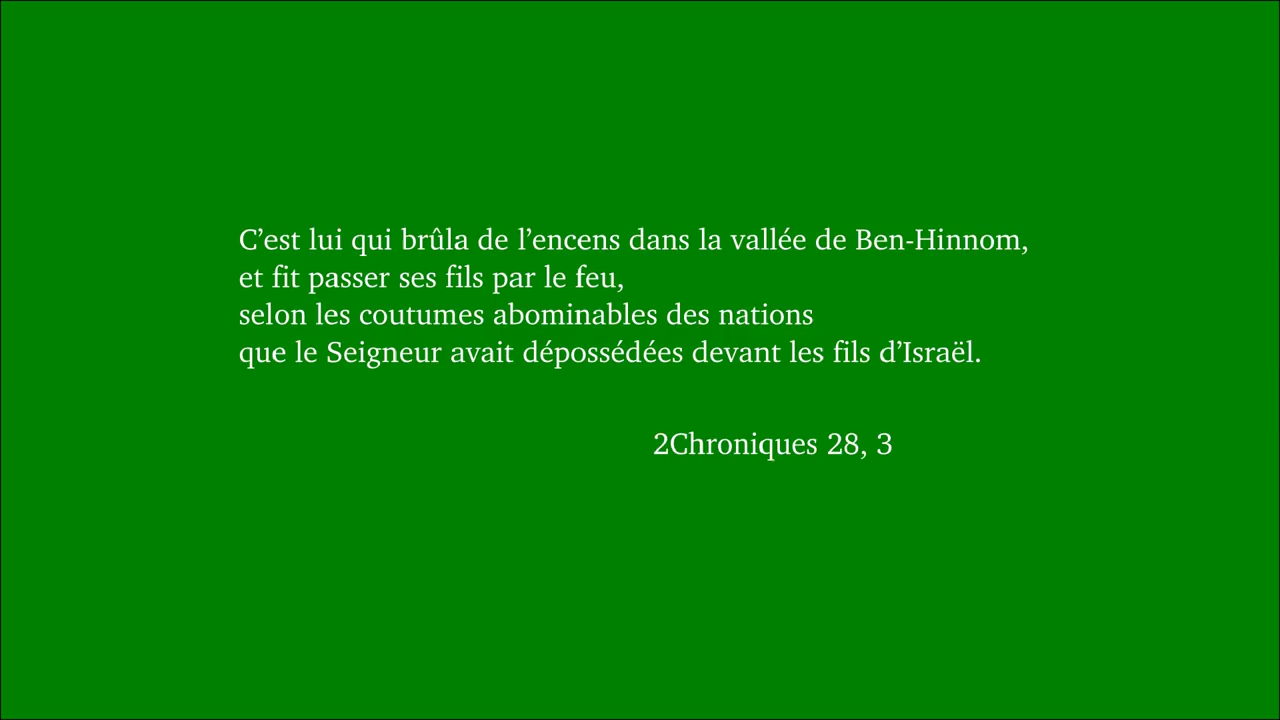 C’est lui qui brûla de l’encens dans la vallée de Ben-Hinnom,
et fit passer ses fils par le feu,
selon les coutumes abominables des nations
que le Seigneur avait dépossédées devant les fils d’Israël.
2Chroniques 28, 3